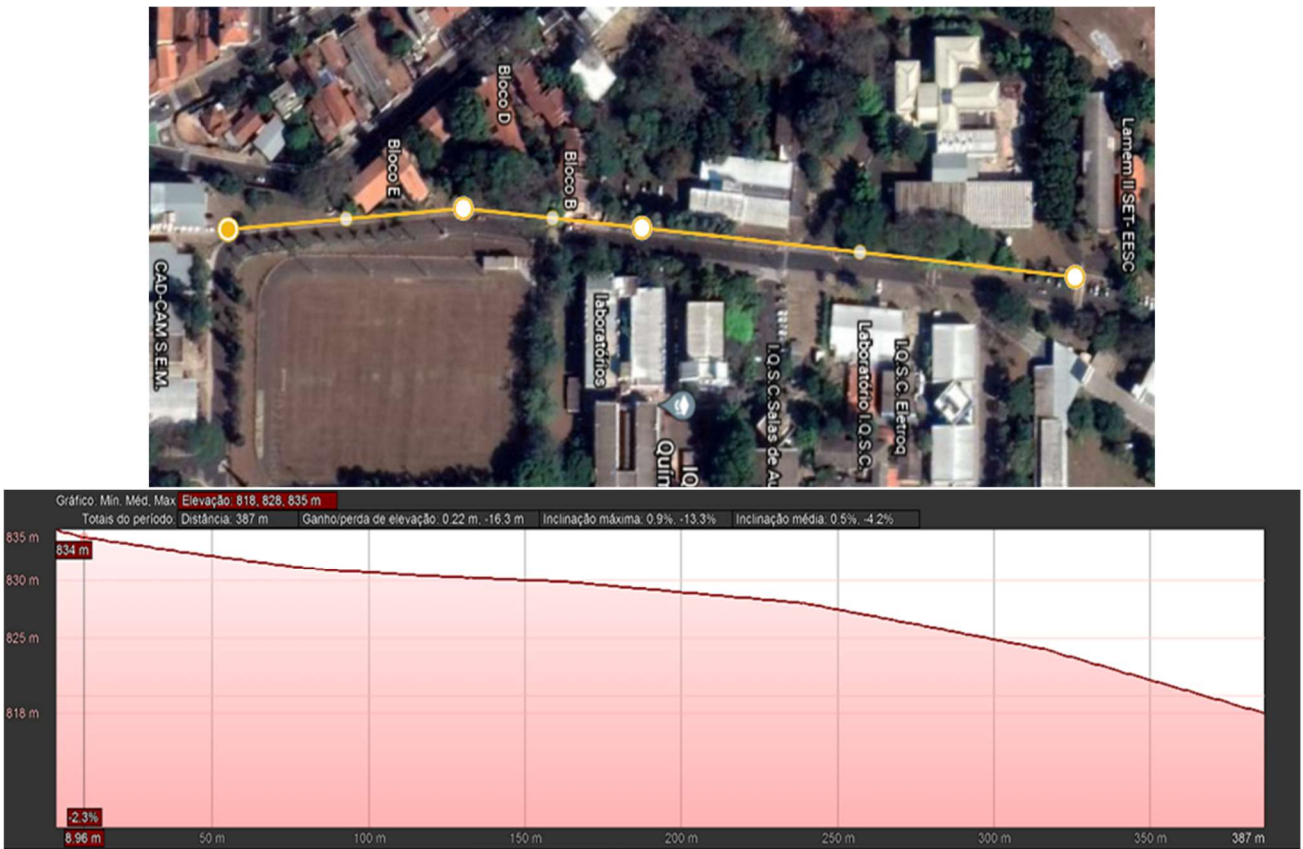 Bloco D
Bloco E
Bloco B
Lamem II SET- EESC
CAD-CAM S.E.M.
laboratórios
I.Q.S.C. Eletroq
Laboratório I.Q.S.C.
I.Q.S.C.Salas de Au
IQ
Quím
Gráfico: Mín. Méd, Max Elevação: 818, 828, 835 m
Totais do período: Distância: 387 m Ganho/perda de elevação: 0.22 m, -16.3 m Inclinação máxima: 0.9%, -13.3% Inclinação média: 0.5%, -4.2%
835 m
834 m
830 m
825 m
818 m
-2.3%
8.96 m 50 m 100 m 150 m 200 m 250 m 300 m 350 m 387 m